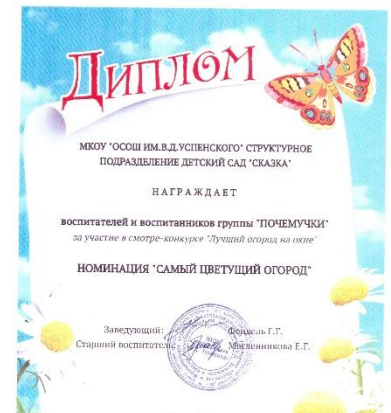 ДИПЛОМ
МКОУ "ОСОШ ИМ.В.Д.УСПЕНСКОГО" СТРУКТУРНОЕ
ПОДРАЗДЕЛЕНИЕ ДЕТСКИЙ САД "СКАЗКА"
НАГРАЖДАЕТ
воспитателей и воспитанников группы "ПОЧЕМУЧКИ"
за участие в смотре-конкурсе "Лучший огород на окне"
НОМИНАЦИЯ "САМЫЙ ЦВЕТУЩИЙ ОГОРОД"
Заведующий: Г.Г.
Старший воспитатель: Масленникова Е.Г.